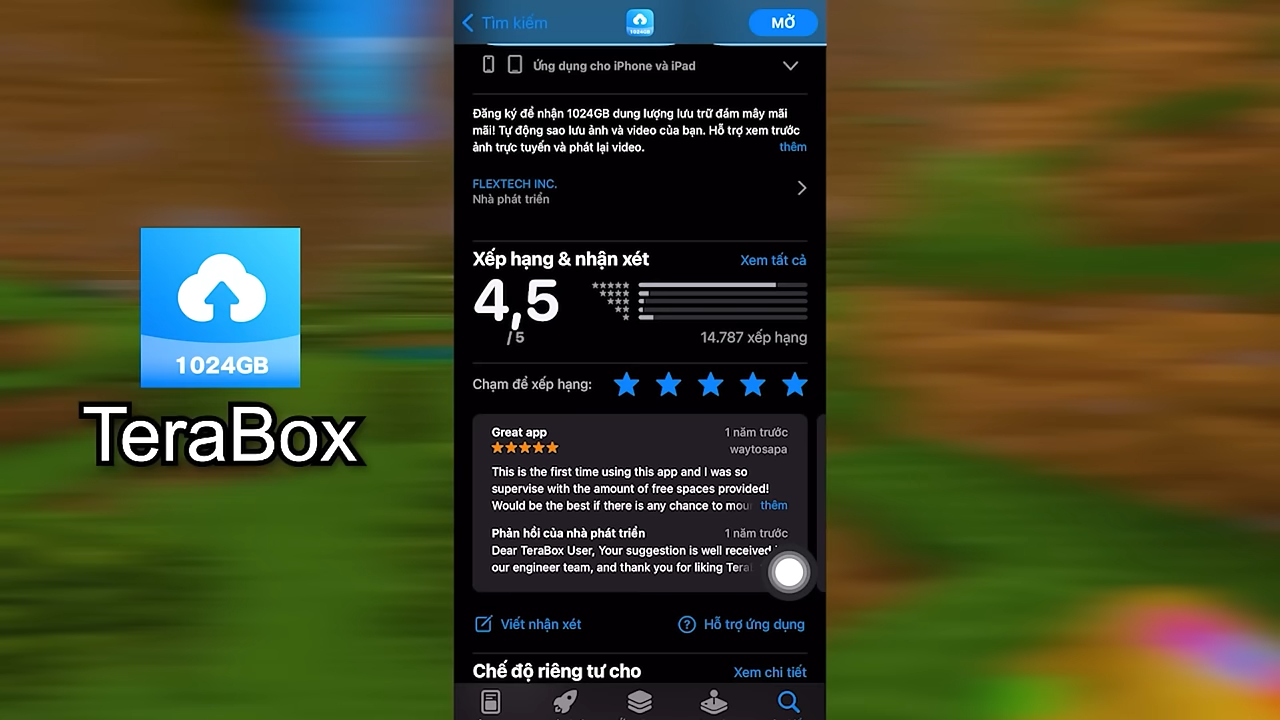 Tìm kiếm
1024GB
MỞ
Ứng dụng cho iPhone và iPad
Đăng ký để nhận 1024GB dung lượng lưu trữ đám mây mãi
mãi! Tự động sao lưu ảnh và video của bạn. Hỗ trợ xem trước
ảnh trực tuyến và phát lại video.
thêm
FLEXTECH INC.
Nhà phát triển
Xếp hạng & nhận xét
Xem tất cả
4,5
/5
14.787 xếp hạng
Chạm để xếp hạng:
Great app
1 năm trước
waytosapa
This is the first time using this app and I was so
supervise with the amount of free spaces provided!
Would be the best if there is any chance to mou
thêm
Phản hồi của nhà phát triển
1 năm trước
Dear TeraBox User, Your suggestion is well received
our engineer team, and thank you for liking Tera
Viết nhận xét
Hỗ trợ ứng dụng
Chế độ riêng tư cho
Xem chi tiết
1024GB
TeraBox